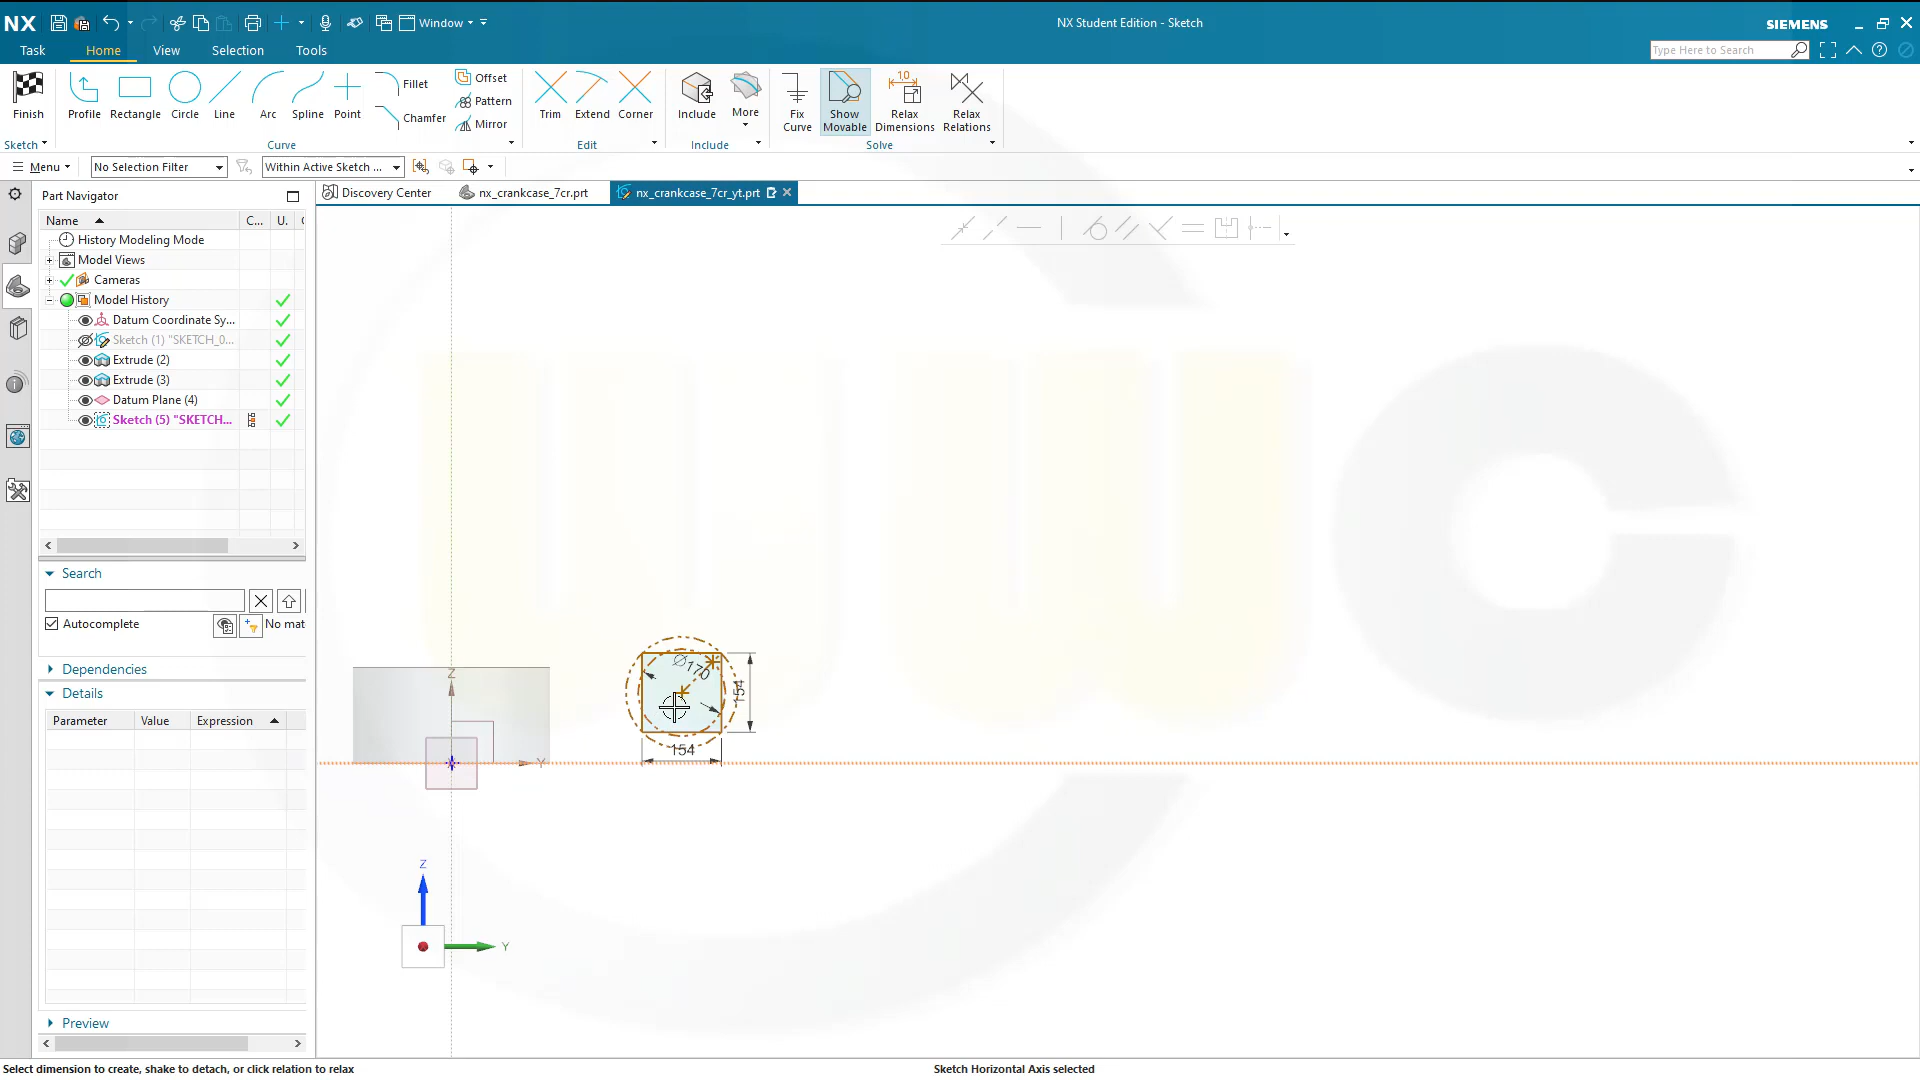 NX
Window
NX Student Edition - Sketch
SIEMENS
Task
Home
View
Selection
Tools
Type Here to Search
Finish
Profile
Rectangle
Circle
Line
Arc
Spline
Point
Fillet
Chamfer
Offset
Pattern
Mirror
Trim
Extend
Corner
Include
More
Fix
Curve
Show
Movable
1.0
Relax
Dimensions
Relax
Relations
Sketch
Curve
Edit
Include
Solve
Menu
No Selection Filter
Within Active Sketch ...
Part Navigator
Discovery Center
nx_crankcase_7cr.prt
nx_crankcase_7cr_yt.prt
Name
C...
U.
History Modeling Mode
Model Views
Cameras
Model History
Datum Coordinate Sy...
Sketch (1) "SKETCH_0...
Extrude (2)
Extrude (3)
Datum Plane (4)
Sketch (5) "SKETCH...
Search
Autocomplete
No mat
Dependencies
Details
Parameter
Value
Expression
Preview
Ø170
154
154
Z
Y
Z
Y
Select dimension to create, shake to detach, or click relation to relax
Sketch Horizontal Axis selected